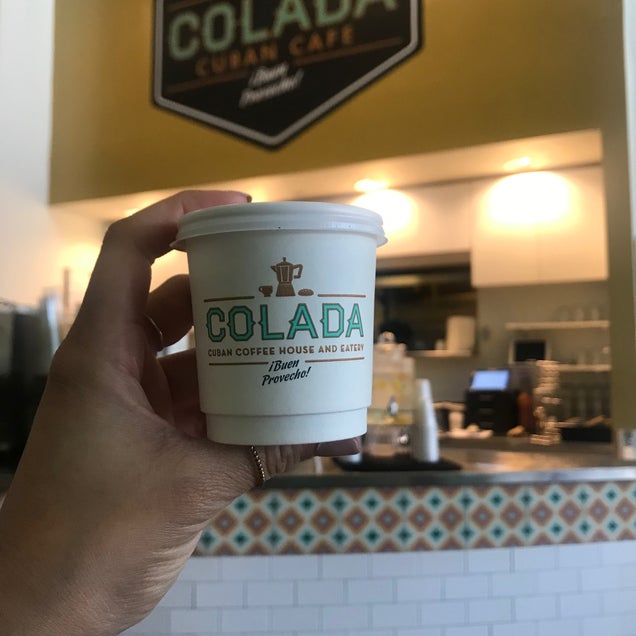 COLADA
CUBAN CAFE
¡Buen
Provecho!
COLADA
CUBAN COFFEE HOUSE AND EATERY
¡Buen
Provecho!